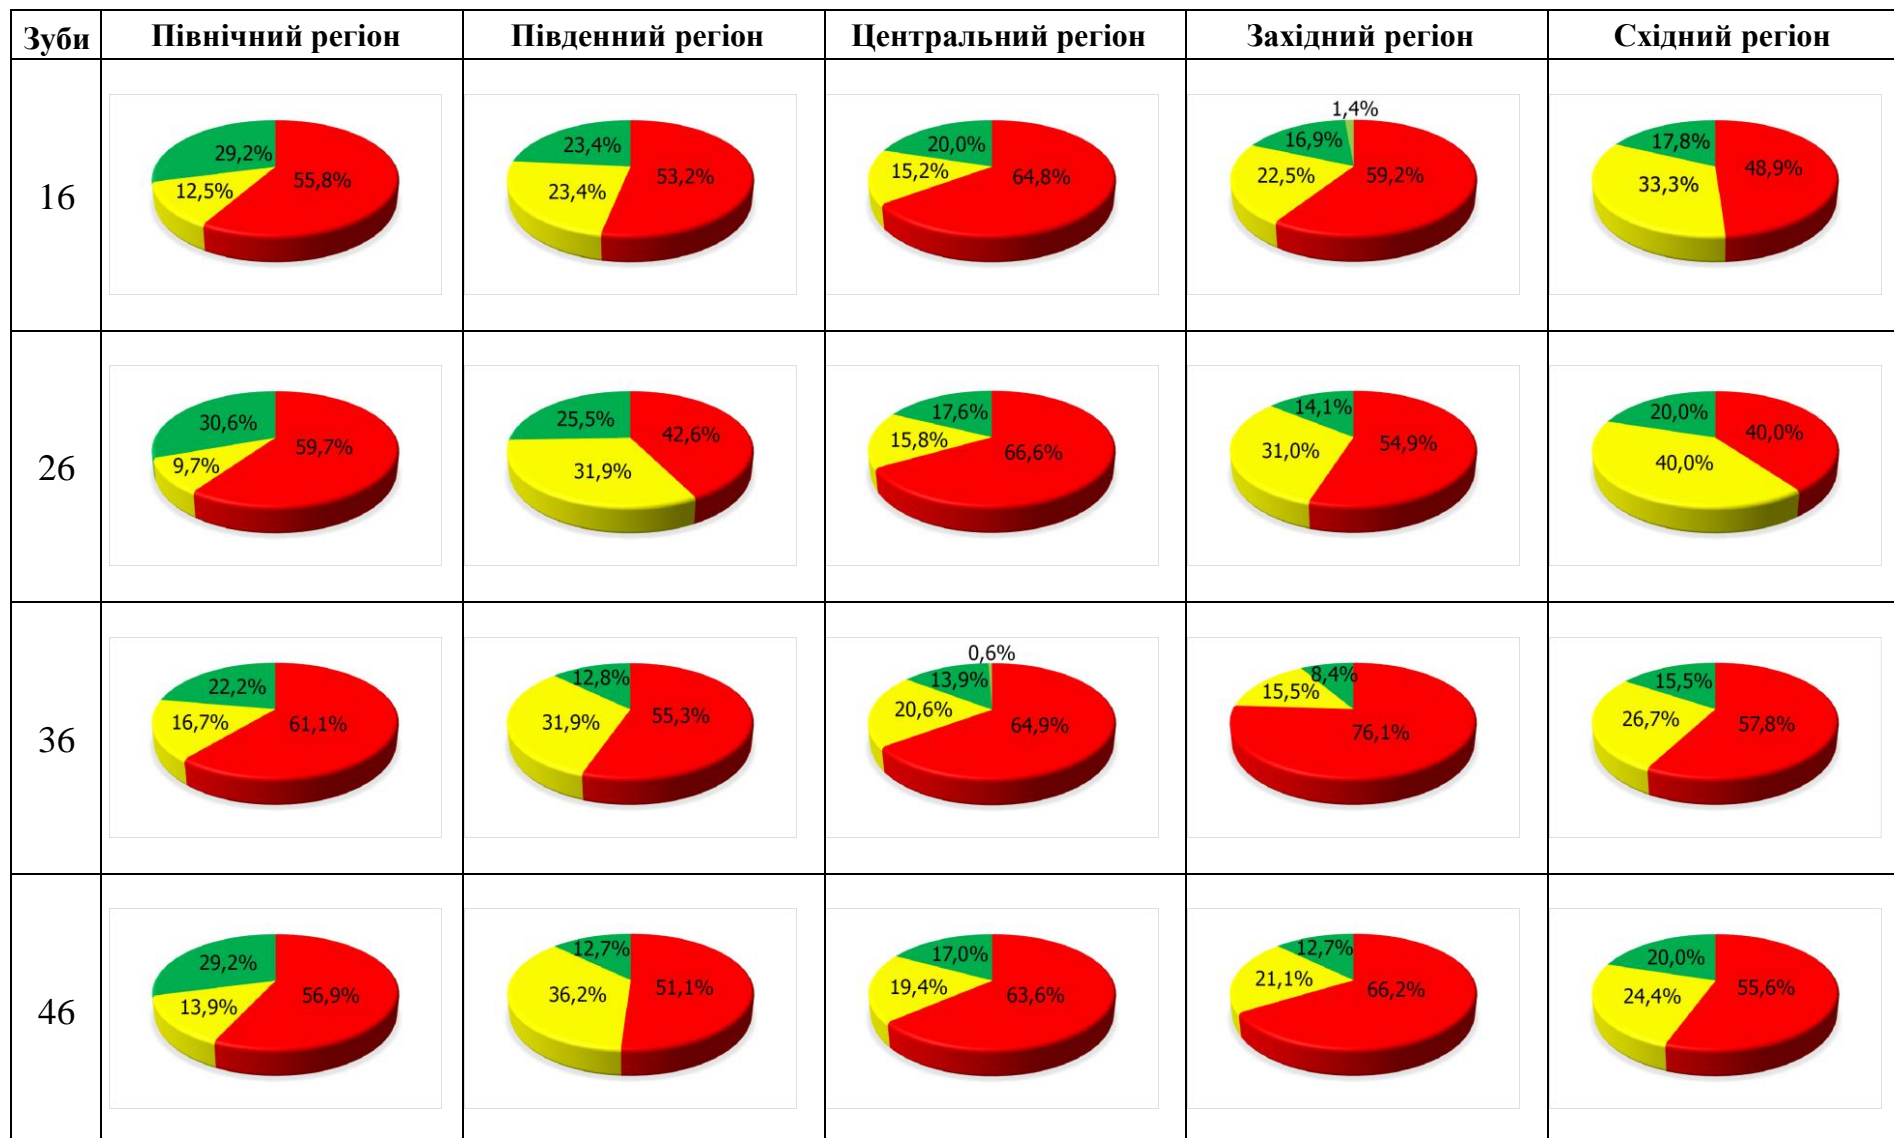 Зуби Північний регіон Південний регіон Центральний регіон Західний регіон Східний регіон
16
29,2% 12,5% 55,8%
23,4% 23,4% 53,2%
20,0% 15,2% 64,8%
1,4% 16,9% 22,5% 59,2%
17,8% 33,3% 48,9%
26
30,6% 9,7% 59,7%
25,5% 31,9% 42,6%
17,6% 15,8% 66,6%
14,1% 31,0% 54,9%
20,0% 40,0% 40,0%
36
22,2% 16,7% 61,1%
12,8% 31,9% 55,3%
0,6% 13,9% 20,6% 64,9%
8,4% 15,5% 76,1%
15,5% 26,7% 57,8%
46
29,2% 13,9% 56,9%
12,7% 36,2% 51,1%
17,0% 19,4% 63,6%
12,7% 21,1% 66,2%
20,0% 24,4% 55,6%